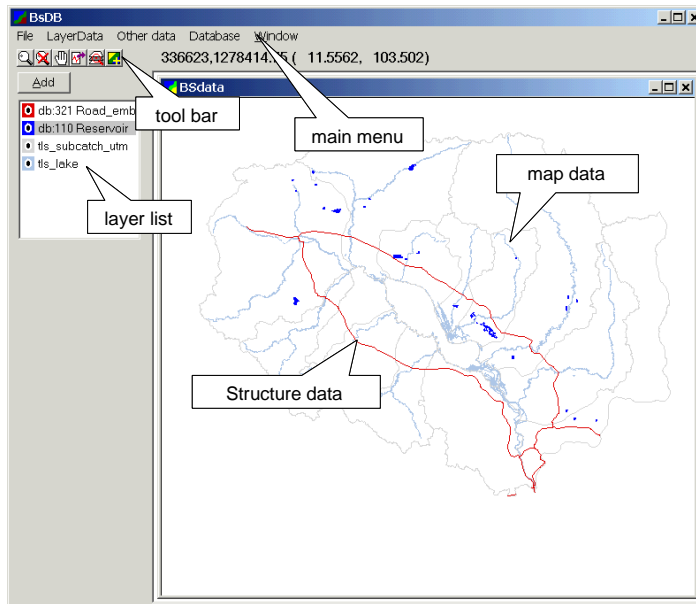 BsDB
File LayerData Other data Database Window
336623,1278414.75 ( 11.5562, 103.502)
Add
BSdata
db:321 Road_emb
db:110 Reservoir
tls_subcatch_utm
tls_lake
tool bar
main menu
map data
layer list
Structure data